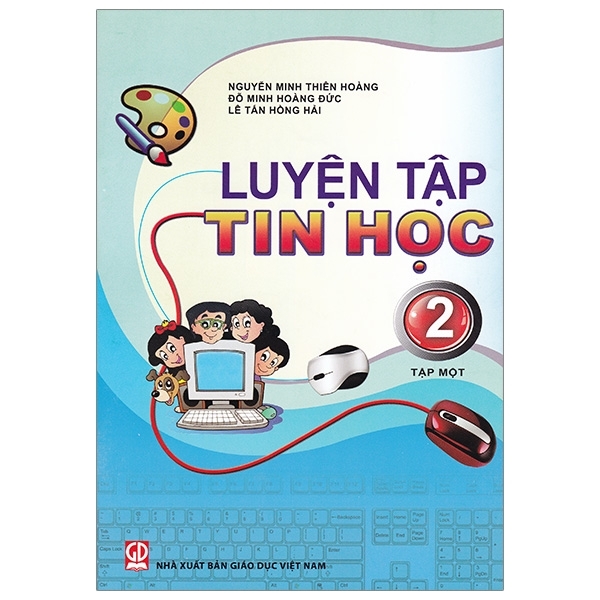 NGUYỄN MINH THIÊN HOÀNG
ĐỖ MINH HOÀNG ĐỨC
LÊ TẤN HỒNG HẢI
LUYỆN TẬP
TIN HỌC
2
TẬP MỘT
GD
NHÀ XUẤT BẢN GIÁO DỤC VIỆT NAM